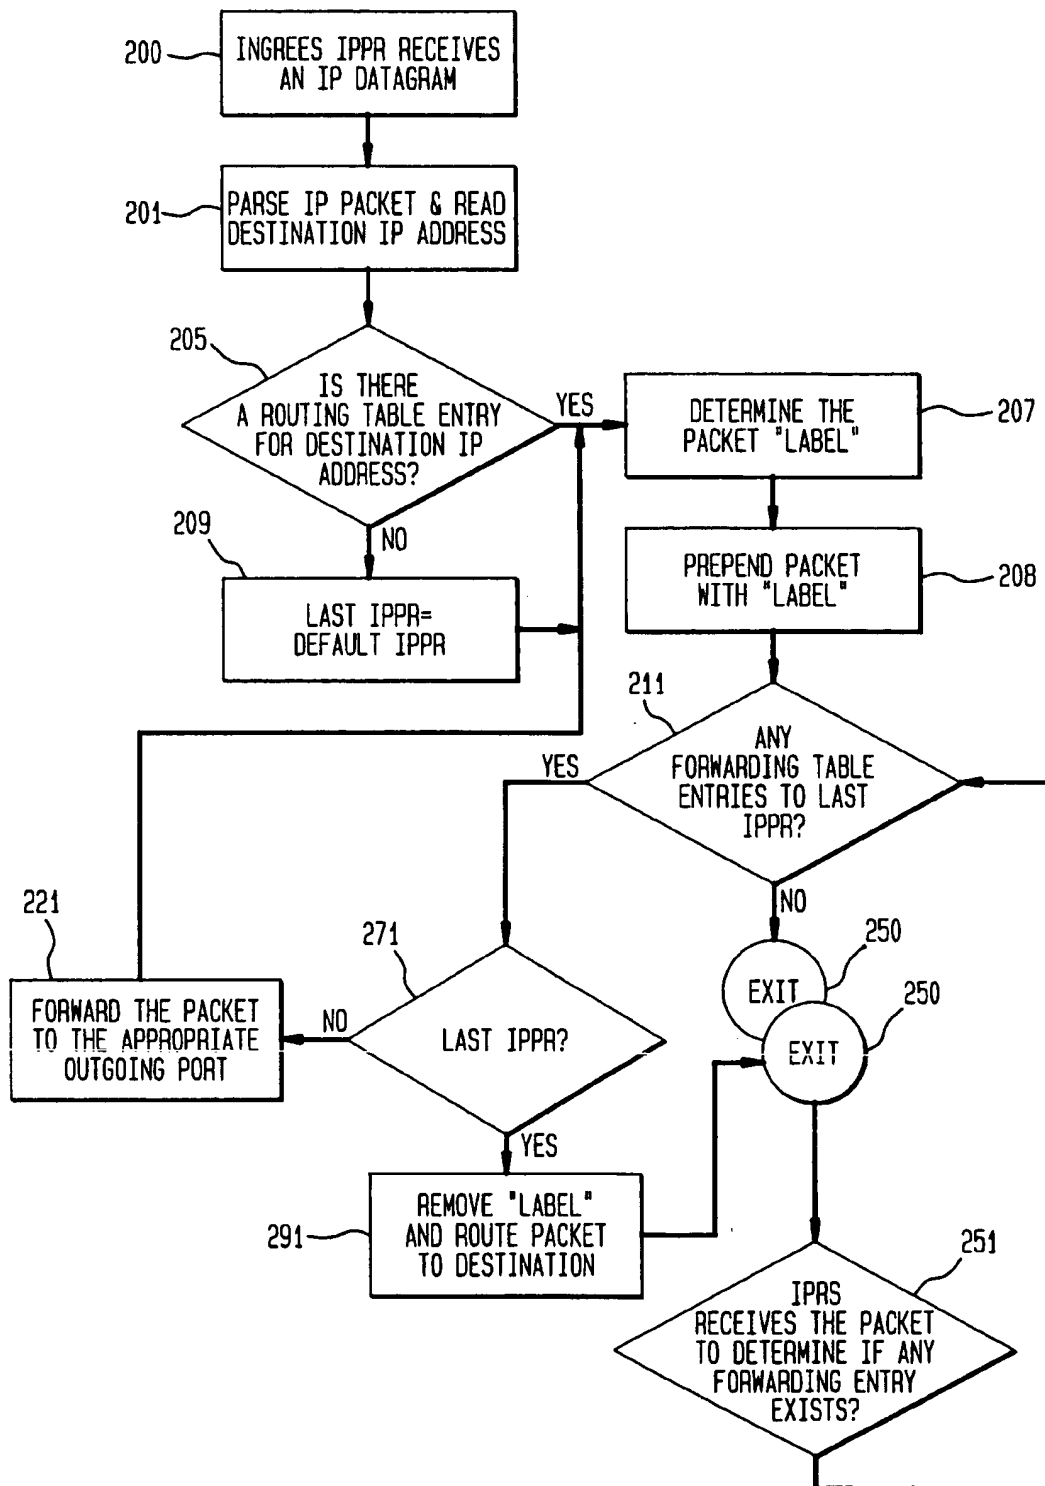 200
INGREES IPPR RECEIVES
AN IP DATAGRAM
201
PARSE IP PACKET & READ
DESTINATION IP ADDRESS
205
IS THERE
A ROUTING TABLE ENTRY
FOR DESTINATION IP
ADDRESS?
YES
NO
DETERMINE THE
PACKET "LABEL"
207
209
LAST IPPR=
DEFAULT IPPR
PREPEND PACKET
WITH "LABEL"
208
211
ANY
FORWARDING TABLE
ENTRIES TO LAST
IPPR?
YES
NO
221
FORWARD THE PACKET
TO THE APPROPRIATE
OUTGOING PORT
271
LAST IPPR?
NO
YES
250
EXIT
250
EXIT
291
REMOVE "LABEL"
AND ROUTE PACKET
TO DESTINATION
251
IPRS
RECEIVES THE PACKET
TO DETERMINE IF ANY
FORWARDING ENTRY
EXISTS?